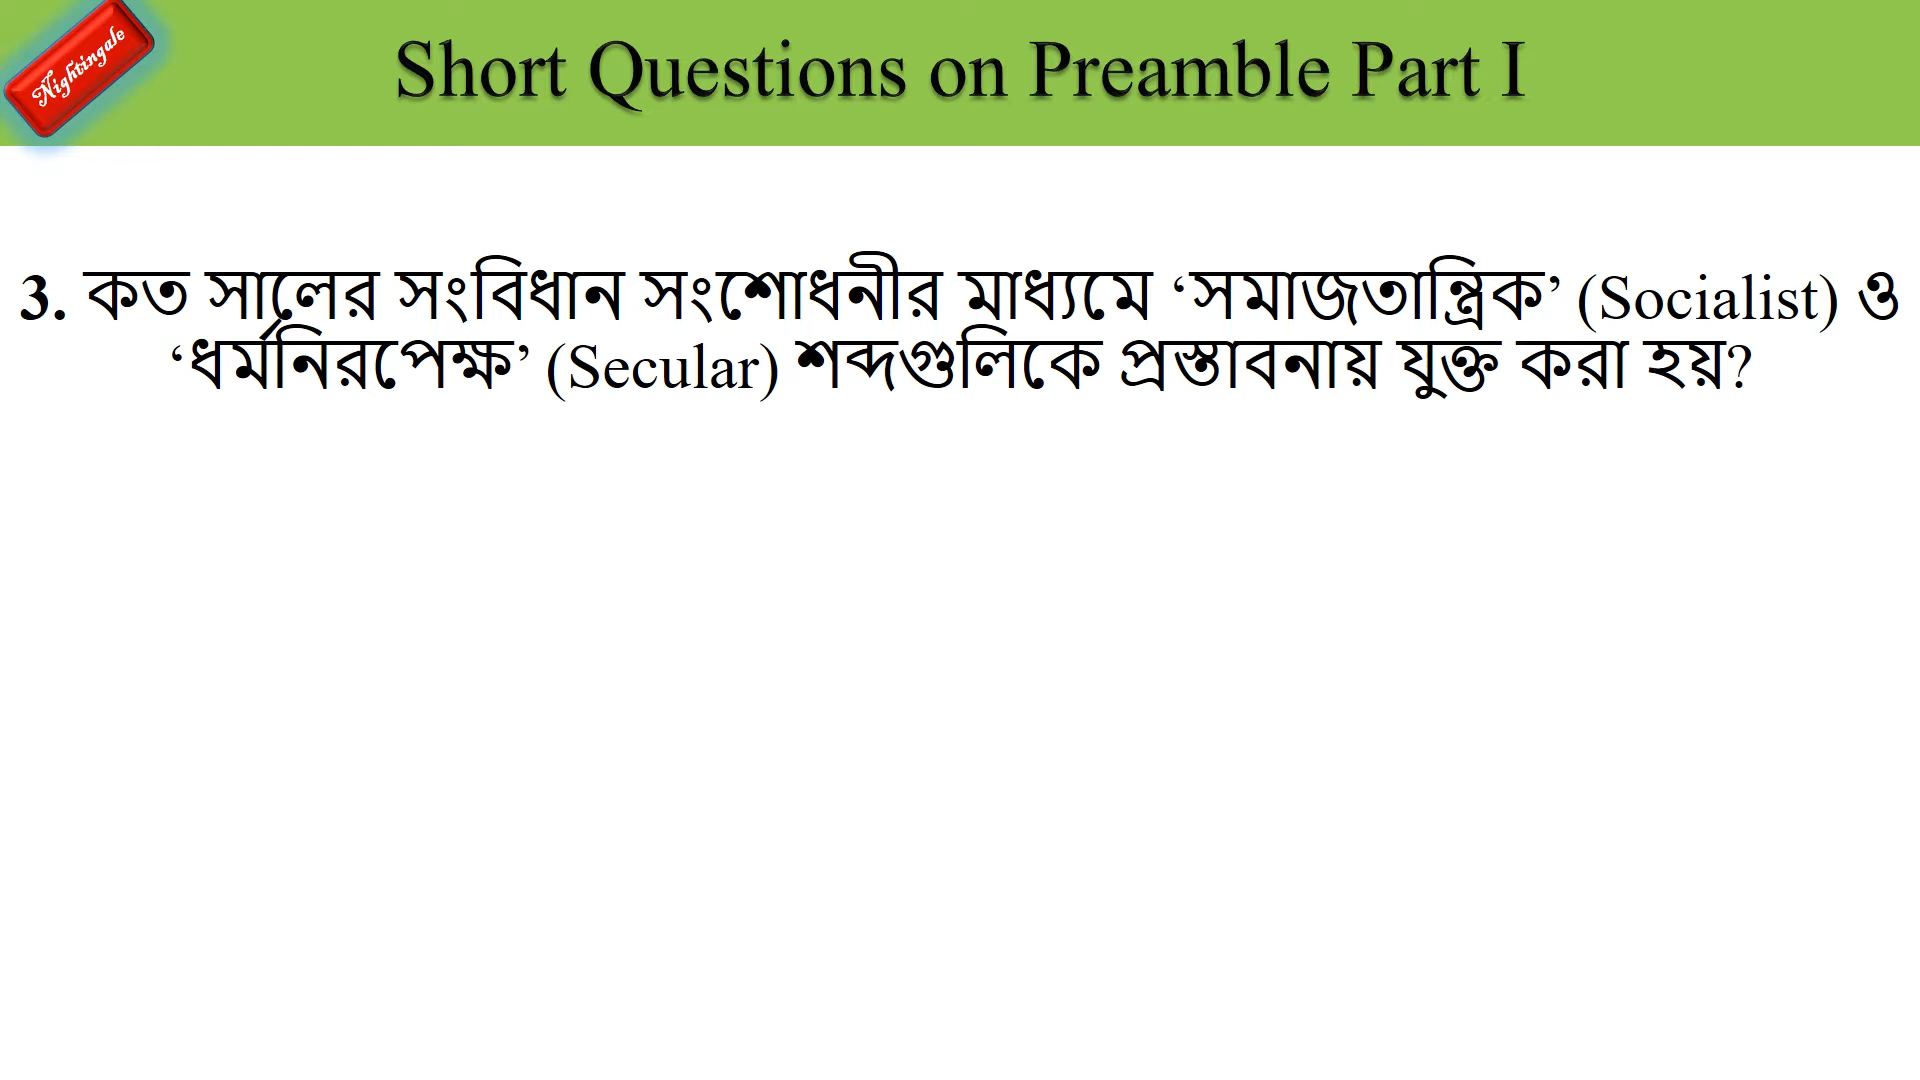 Nightingale
Short Questions on Preamble Part I
3. কত সালের সংবিধান সংশোধনীর মাধ্যমে ‘সমাজতান্ত্রিক’ (Socialist) ও
‘ধর্মনিরপেক্ষ’ (Secular) শব্দগুলিকে প্রস্তাবনায় যুক্ত করা হয়?